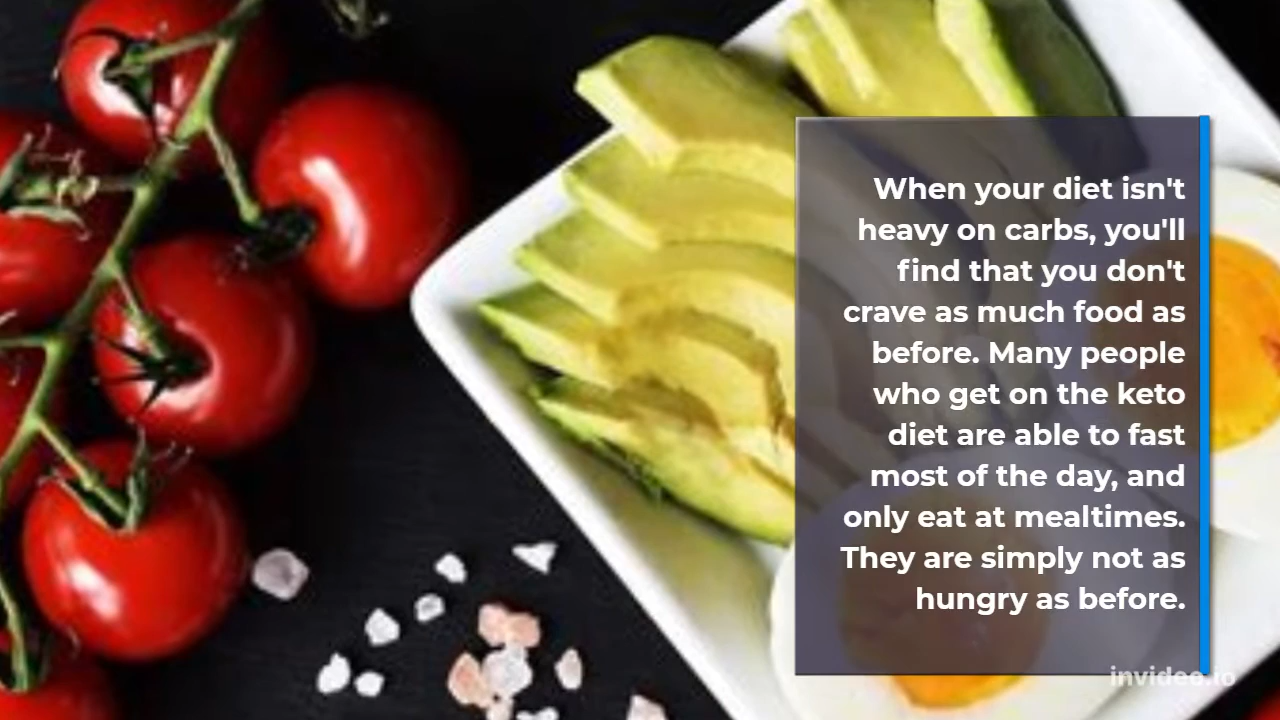 When your diet isn't
heavy on carbs, you'll
find that you don't
crave as much food as
before. Many people
who get on the keto
diet are able to fast
most of the day, and
only eat at mealtimes.
They are simply not as
hungry as before.
invideo.io